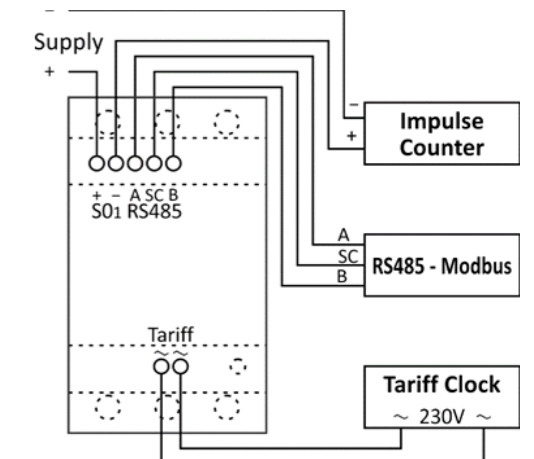 −
Supply
+
−
+
Impulse
Counter
+ − A SC B
S01 RS485
A
SC
B
RS485 - Modbus
Tariff
~ ~
Tariff Clock
~ 230V ~